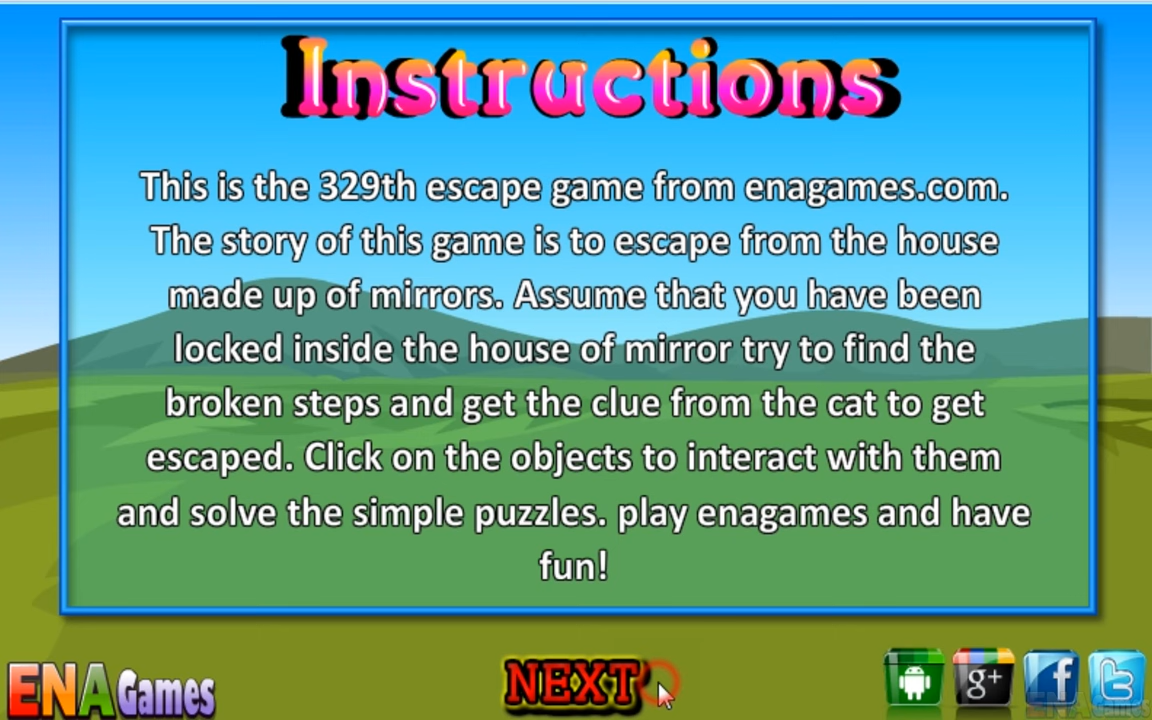 Instructions
This is the 329th escape game from enagames.com.
The story of this game is to escape from the house
made up of mirrors. Assume that you have been
locked inside the house of mirror try to find the
broken steps and get the clue from the cat to get
escaped. Click on the objects to interact with them
and solve the simple puzzles. play enagames and have
fun!
ENA Games
NEXT
g+
f
t
ENA Games